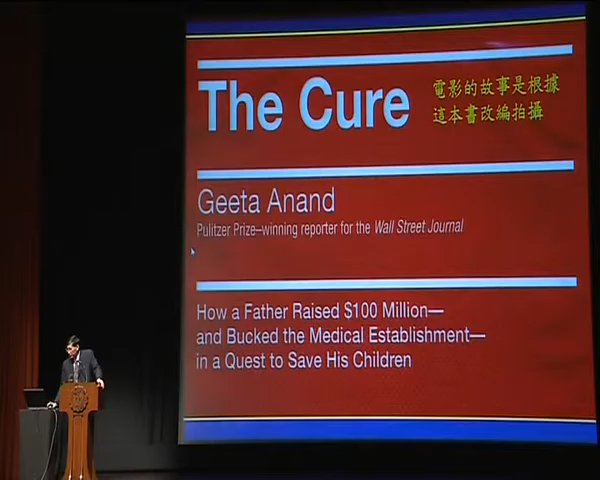 The Cure
電影的故事是根據
這本書改編拍攝
Geeta Anand
Pulitzer Prize–winning reporter for the Wall Street Journal
How a Father Raised $100 Million—
and Bucked the Medical Establishment—
in a Quest to Save His Children